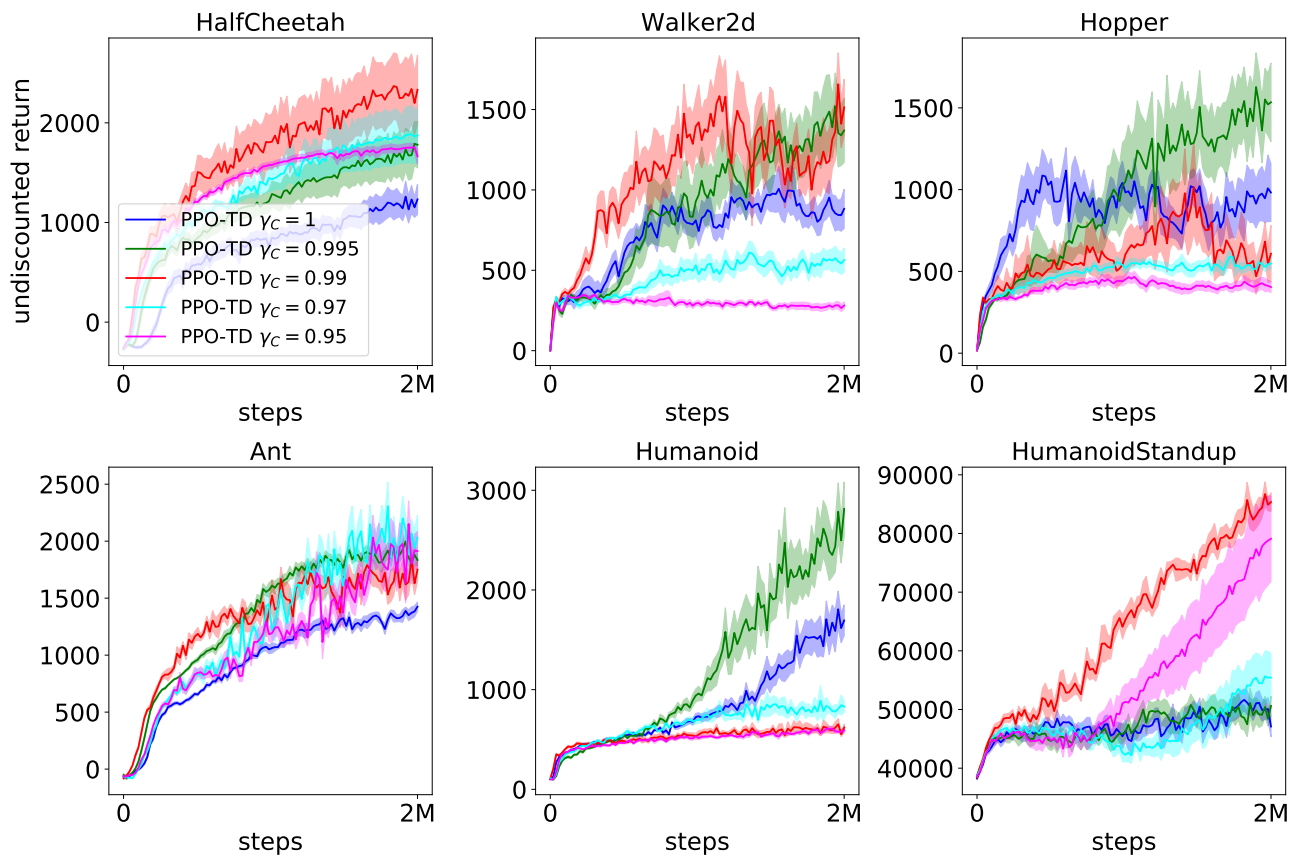 HalfCheetah
undiscounted return
2000
1000
0
PPO-TD γC = 1
PPO-TD γC = 0.995
PPO-TD γC = 0.99
PPO-TD γC = 0.97
PPO-TD γC = 0.95
0
2M
steps
Walker2d
1500
1000
500
0
0
2M
steps
Hopper
1500
1000
500
0
0
2M
steps
Ant
2500
2000
1500
1000
500
0
0
2M
steps
Humanoid
3000
2000
1000
0
0
2M
steps
HumanoidStandup
90000
80000
70000
60000
50000
40000
0
2M
steps